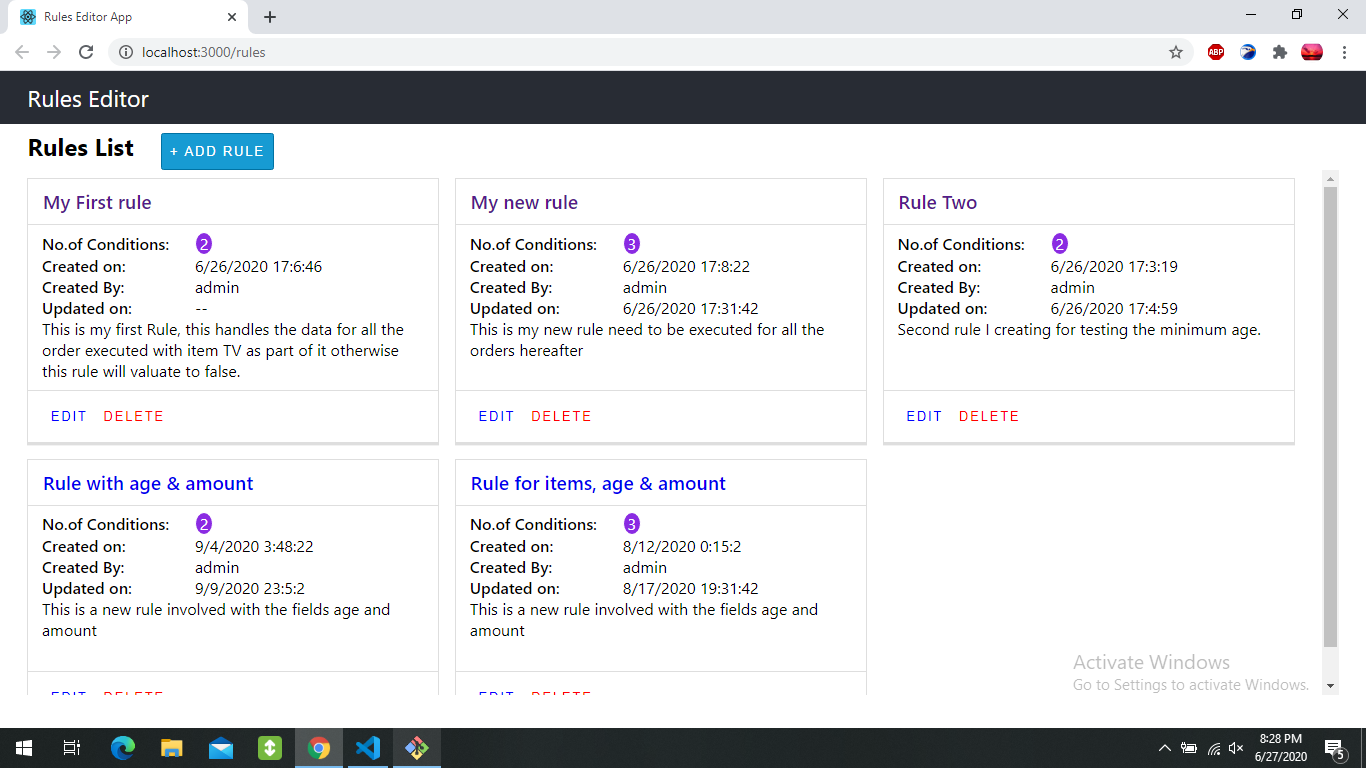 Rules Editor App
localhost:3000/rules
ABP
Rules Editor
Rules List
+ ADD RULE
My First rule
No.of Conditions: 2
Created on: 6/26/2020 17:6:46
Created By: admin
Updated on: --
This is my first Rule, this handles the data for all the
order executed with item TV as part of it otherwise
this rule will valuate to false.
EDIT DELETE
My new rule
No.of Conditions: 3
Created on: 6/26/2020 17:8:22
Created By: admin
Updated on: 6/26/2020 17:31:42
This is my new rule need to be executed for all the
orders hereafter
EDIT DELETE
Rule Two
No.of Conditions: 2
Created on: 6/26/2020 17:3:19
Created By: admin
Updated on: 6/26/2020 17:4:59
Second rule I creating for testing the minimum age.
EDIT DELETE
Rule with age & amount
No.of Conditions: 2
Created on: 9/4/2020 3:48:22
Created By: admin
Updated on: 9/9/2020 23:5:2
This is a new rule involved with the fields age and
amount
EDIT DELETE
Rule for items, age & amount
No.of Conditions: 3
Created on: 8/12/2020 0:15:2
Created By: admin
Updated on: 8/17/2020 19:31:42
This is a new rule involved with the fields age and
amount
EDIT DELETE
Activate Windows
Go to Settings to activate Windows.
8:28 PM
6/27/2020
5